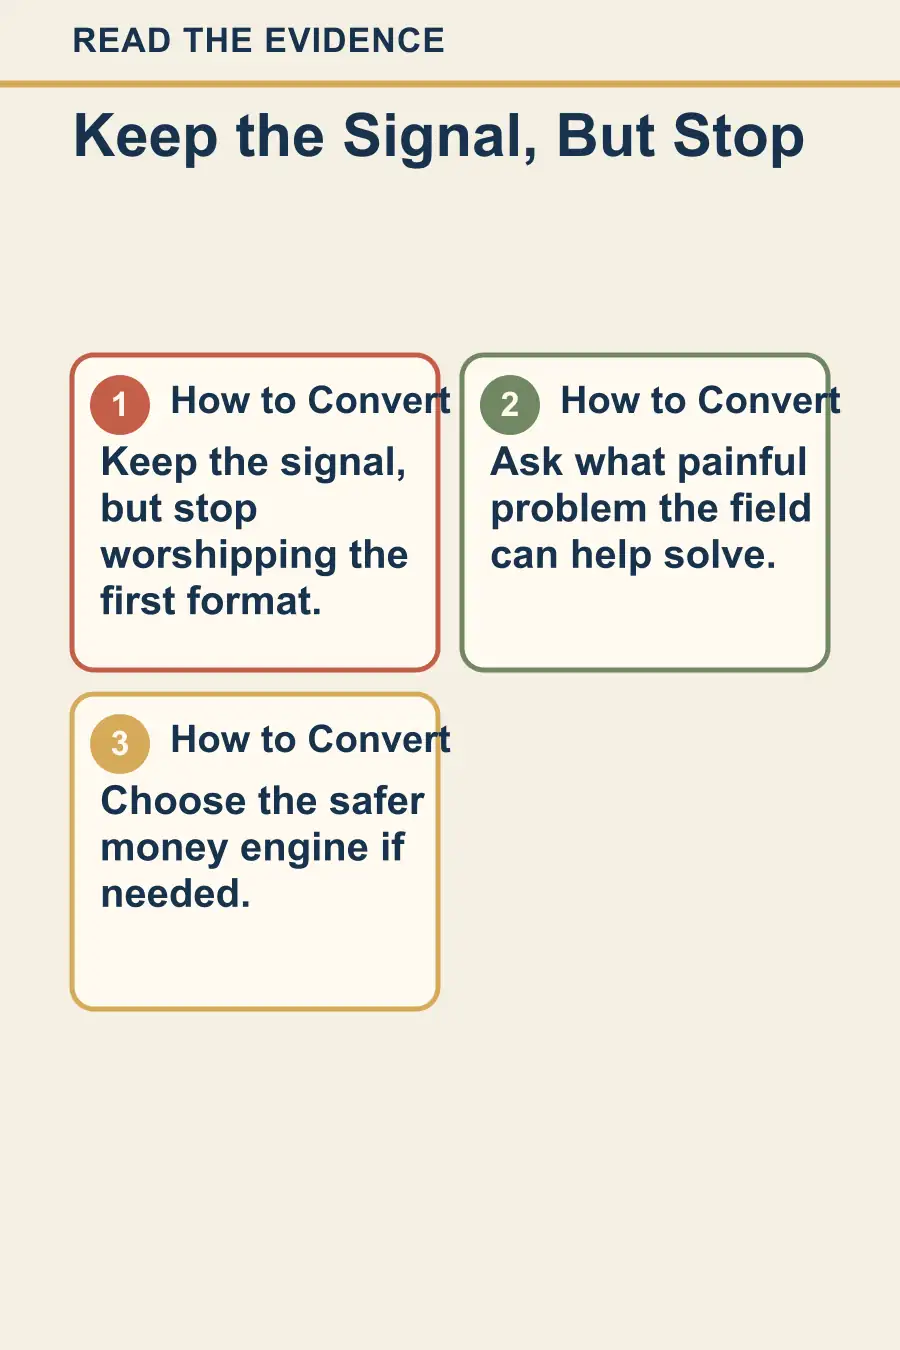 READ THE EVIDENCE
Keep the Signal, But Stop
1
How to Convert
Keep the signal,
but stop
worshipping the
first format.
2
How to Convert
Ask what painful
problem the field
can help solve.
3
How to Convert
Choose the safer
money engine if
needed.